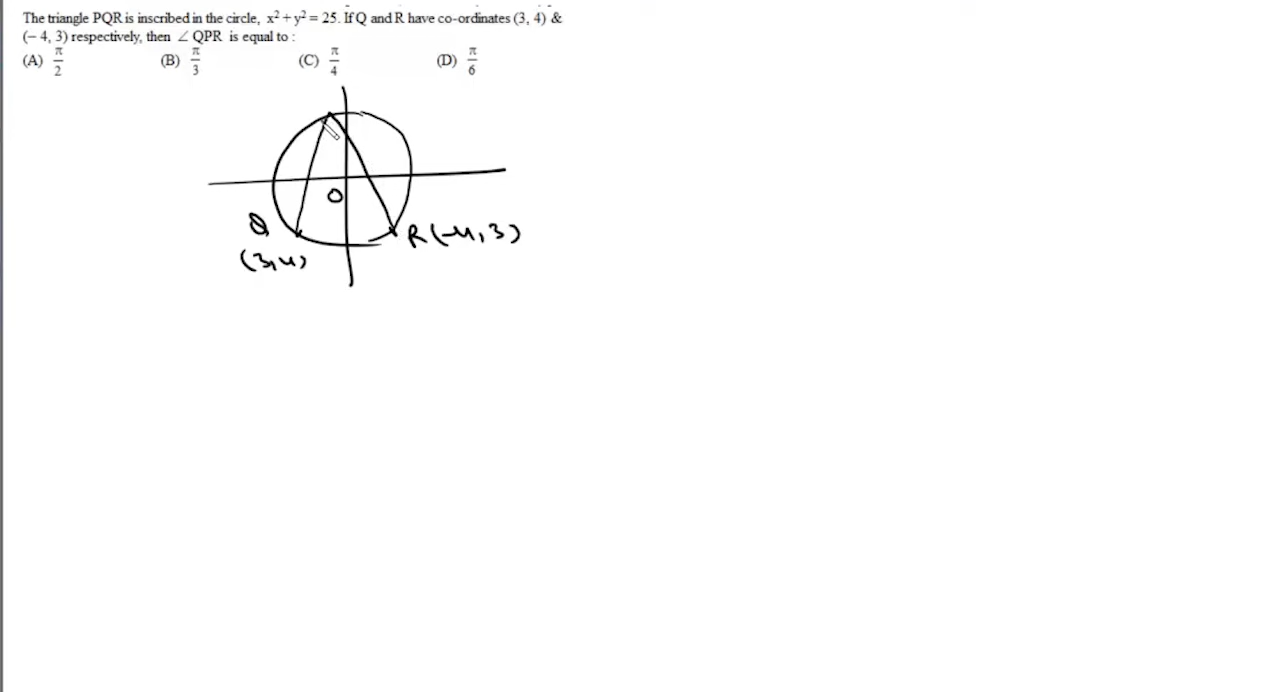 The triangle PQR is inscribed in the circle, x² + y² = 25. If Q and R have co-ordinates (3, 4) &
(– 4, 3) respectively, then ∠ QPR is equal to :
(A) π/2 (B) π/3 (C) π/4 (D) π/6
O
Q R(-4,3)
(3,4)